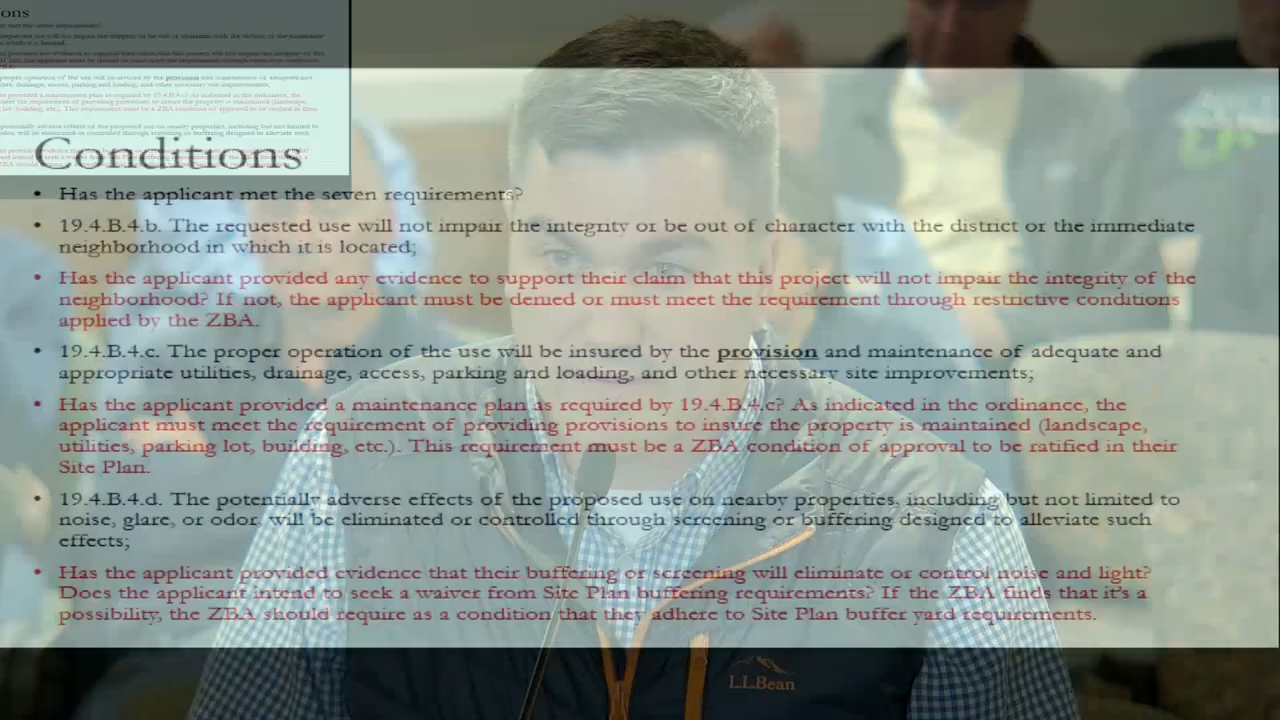 ons
Conditions
• Has the applicant met the seven requirements?
• 19.4.B.4.b. The requested use will not impair the integrity or be out of character with the district or the immediate
neighborhood in which it is located;
• Has the applicant provided any evidence to support their claim that this project will not impair the integrity of the
neighborhood? If not, the applicant must be denied or must meet the requirement through restrictive conditions
applied by the ZBA.
• 19.4.B.4.c. The proper operation of the use will be insured by the provision and maintenance of adequate and
appropriate utilities, drainage, access, parking and loading, and other necessary site improvements;
• Has the applicant provided a maintenance plan as required by 19.4.B.4.c? As indicated in the ordinance, the
applicant must meet the requirement of providing provisions to insure the property is maintained (landscape,
utilities, parking lot, building, etc.). This requirement must be a ZBA condition of approval to be ratified in their
Site Plan.
• 19.4.B.4.d. The potentially adverse effects of the proposed use on nearby properties, including but not limited to
noise, glare, or odor, will be eliminated or controlled through screening or buffering designed to alleviate such
effects;
• Has the applicant provided evidence that their buffering or screening will eliminate or control noise and light?
Does the applicant intend to seek a waiver from Site Plan buffering requirements? If the ZBA finds that it's a
possibility, the ZBA should require as a condition that they adhere to Site Plan buffer yard requirements.
L.L.Bean